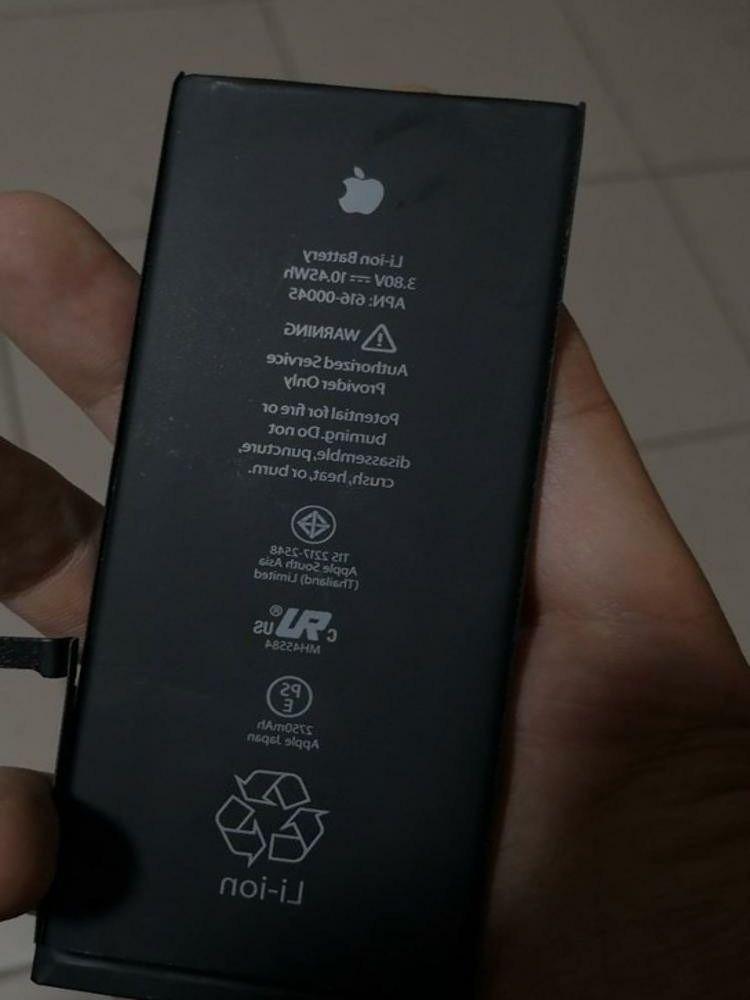 Li-ion Battery
3.80V ⎓ 10.45Wh
APN: 616-00045
WARNING
Authorized Service
Provider Only
Potential for fire or
burning. Do not
disassemble, puncture,
crush, heat, or burn.
TIS 2217-2548
Apple South Asia
(Thailand) Limited
c RU® US
MH45584
PS
E
2750mAh
Apple Japan
Li-ion